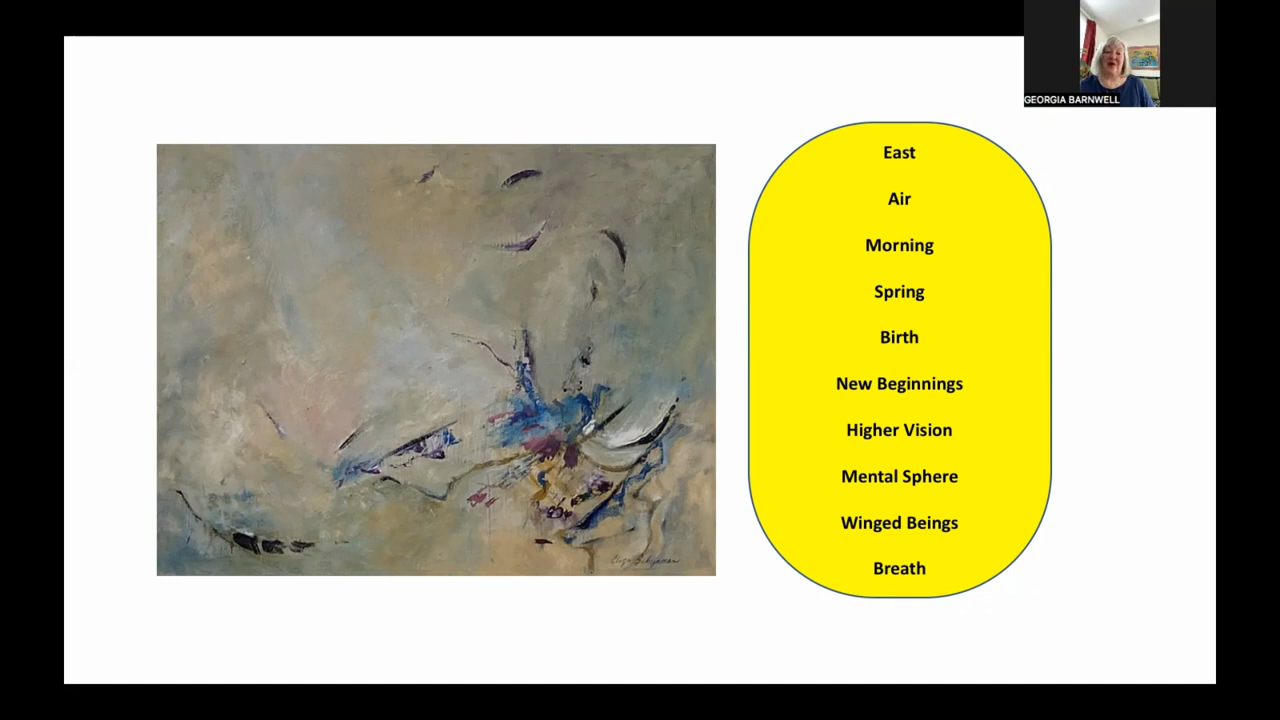 GEORGIA BARNWELL
East
Air
Morning
Spring
Birth
New Beginnings
Higher Vision
Mental Sphere
Winged Beings
Breath